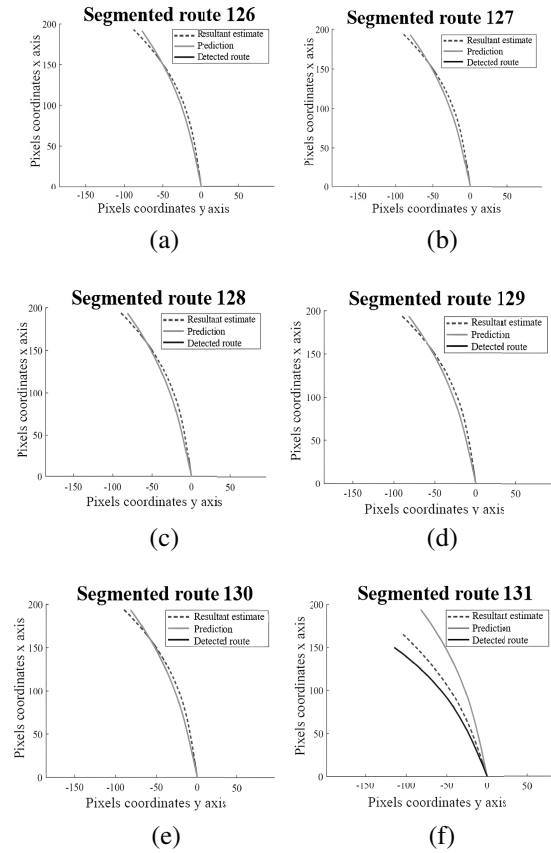 Segmented route 126
200
150
100
50
0
Pixels coordinates x axis
Resultant estimate
Prediction
Detected route
-150 -100 -50 0 50
Pixels coordinates y axis
(a)
Segmented route 127
200
150
100
50
0
Pixels coordinates x axis
Resultant estimate
Prediction
Detected route
-150 -100 -50 0 50
Pixels coordinates y axis
(b)
Segmented route 128
200
150
100
50
0
Pixels coordinates x axis
Resultant estimate
Prediction
Detected route
-150 -100 -50 0 50
Pixels coordinates y axis
(c)
Segmented route 129
200
150
100
50
0
Pixels coordinates x axis
Resultant estimate
Prediction
Detected route
-150 -100 -50 0 50
Pixels coordinates y axis
(d)
Segmented route 130
200
150
100
50
0
Pixels coordinates x axis
Resultant estimate
Prediction
Detected route
-150 -100 -50 0 50
Pixels coordinates y axis
(e)
Segmented route 131
200
150
100
50
0
Pixels coordinates x axis
Resultant estimate
Prediction
Detected route
-150 -100 -50 0 50
Pixels coordinates y axis
(f)